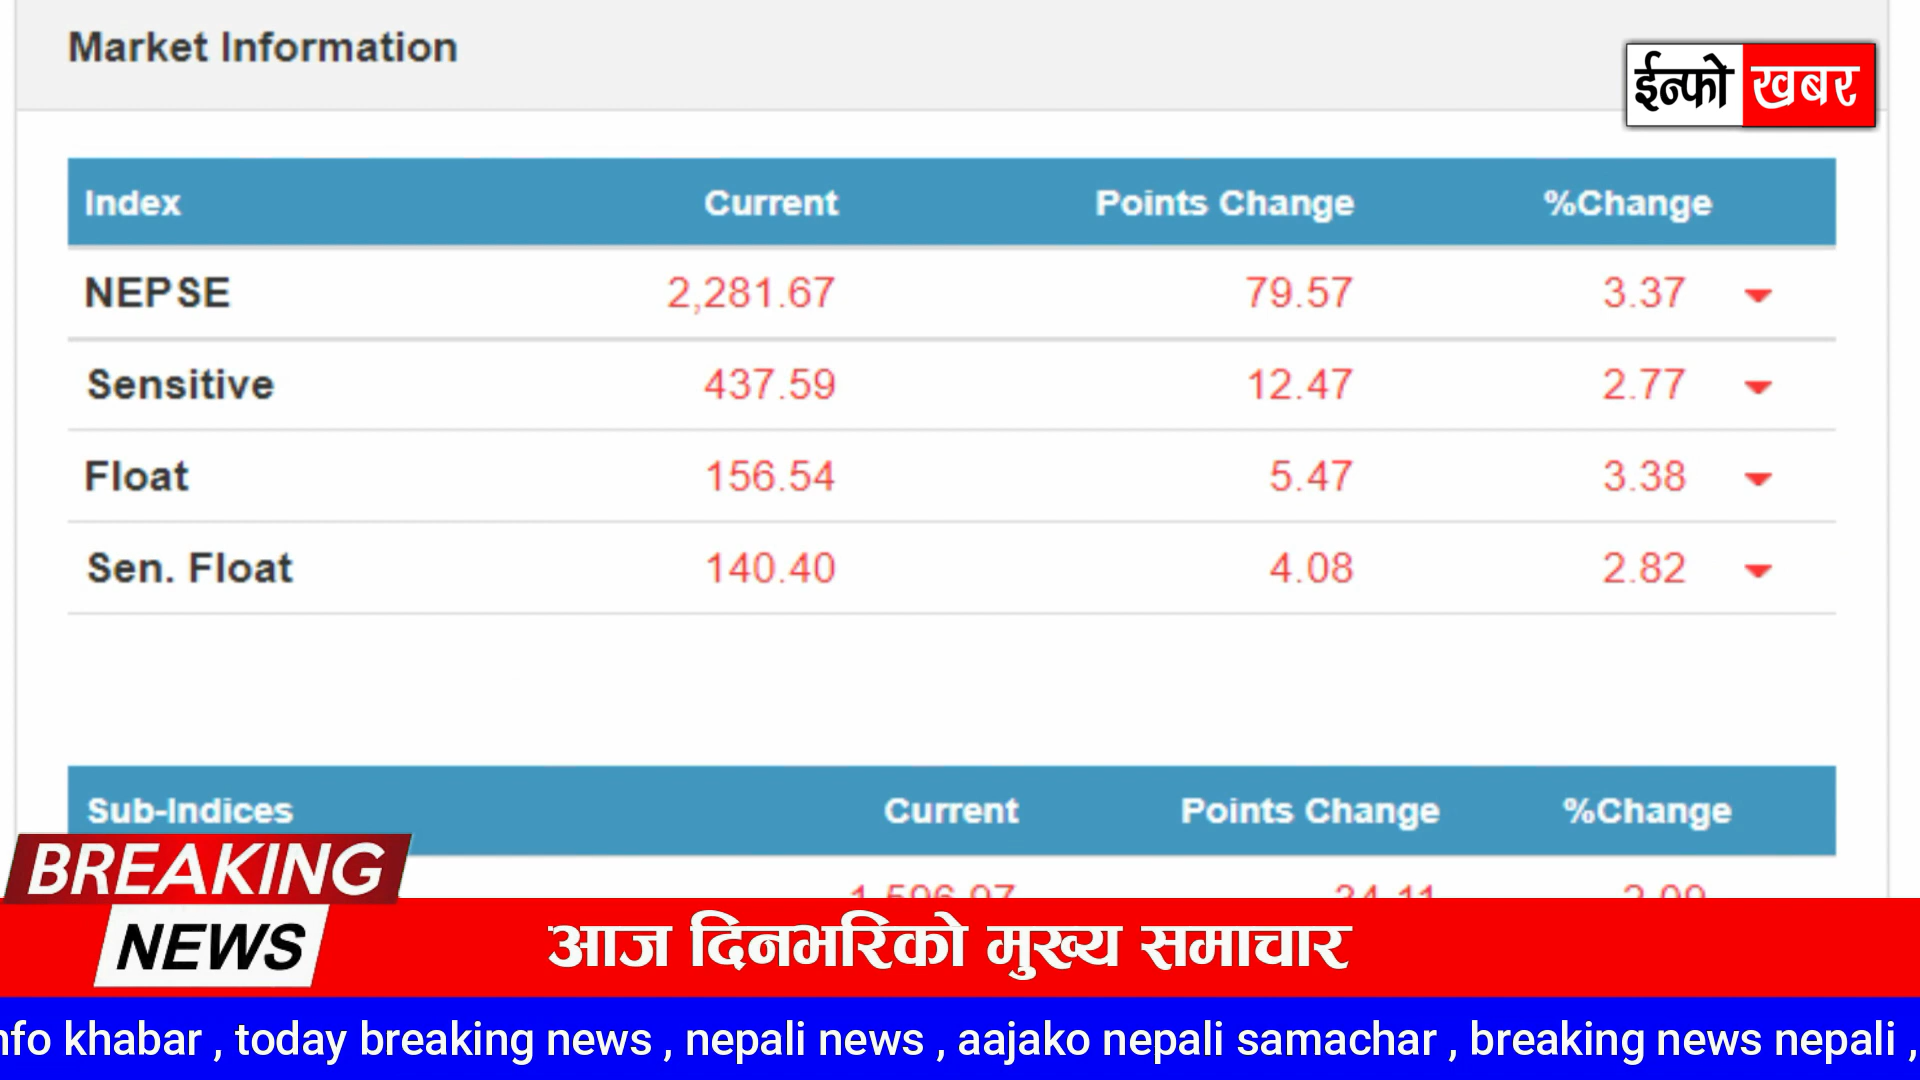 Market Information
ईन्फो खबर
Index Current Points Change %Change
NEPSE 2,281.67 79.57 3.37
Sensitive 437.59 12.47 2.77
Float 156.54 5.47 3.38
Sen. Float 140.40 4.08 2.82
Sub-Indices Current Points Change %Change
BREAKING
NEWS
आज दिनभरिको मुख्य समाचार
khabar , today breaking news , nepali news , aajako nepali samachar , breaking news nepali ,